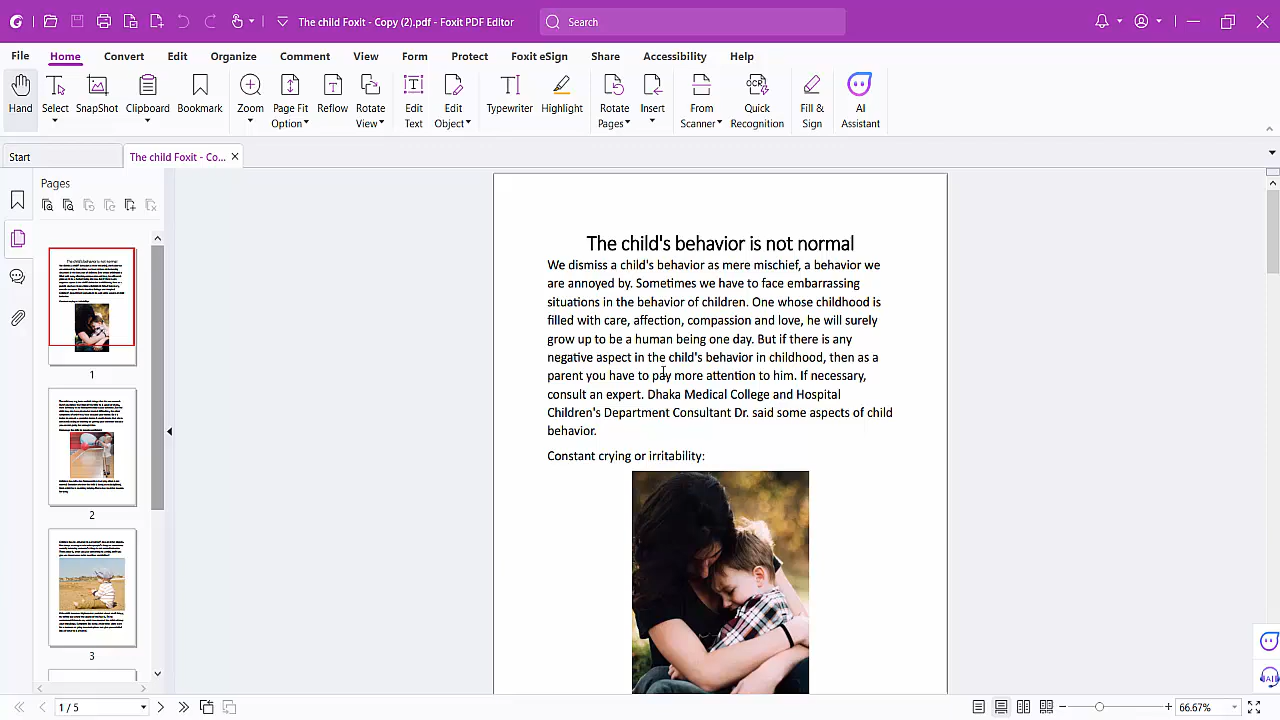 The child Foxit - Copy (2).pdf - Foxit PDF Editor
Search
File Home Convert Edit Organize Comment View Form Protect Foxit eSign Share Accessibility Help
Hand
Select
SnapShot
Clipboard
Bookmark
Zoom
Page Fit
Option
Reflow
Rotate
View
Edit
Text
Edit
Object
Typewriter
Highlight
Rotate
Pages
Insert
From
Scanner
OCR
Quick
Recognition
Fill &
Sign
AI
Assistant
Start
The child Foxit - Co...
Pages
1
2
3
The child's behavior is not normal
We dismiss a child's behavior as mere mischief, a behavior we
are annoyed by. Sometimes we have to face embarrassing
situations in the behavior of children. One whose childhood is
filled with care, affection, compassion and love, he will surely
grow up to be a human being one day. But if there is any
negative aspect in the child's behavior in childhood, then as a
parent you have to pay more attention to him. If necessary,
consult an expert. Dhaka Medical College and Hospital
Children's Department Consultant Dr. said some aspects of child
behavior.
Constant crying or irritability:
1 / 5
66.67%